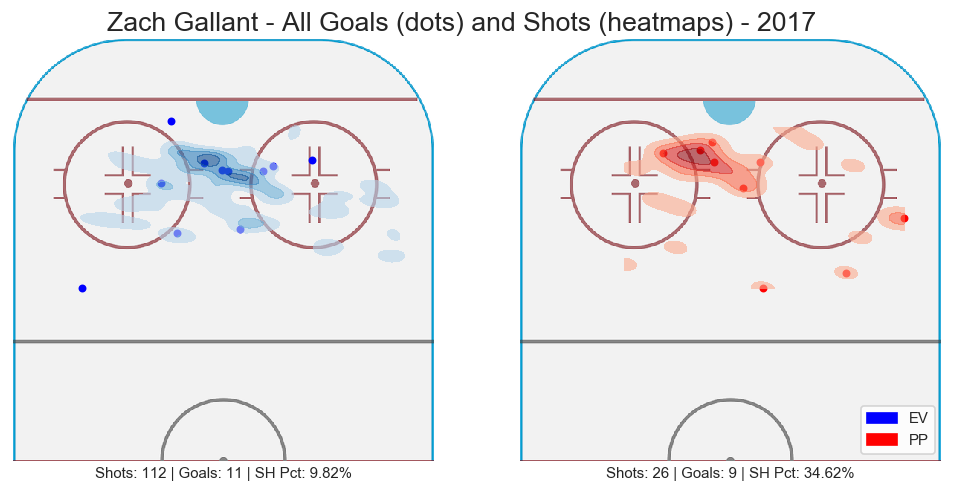 Zach Gallant - All Goals (dots) and Shots (heatmaps) - 2017
EV
PP
Shots: 112 | Goals: 11 | SH Pct: 9.82%
Shots: 26 | Goals: 9 | SH Pct: 34.62%